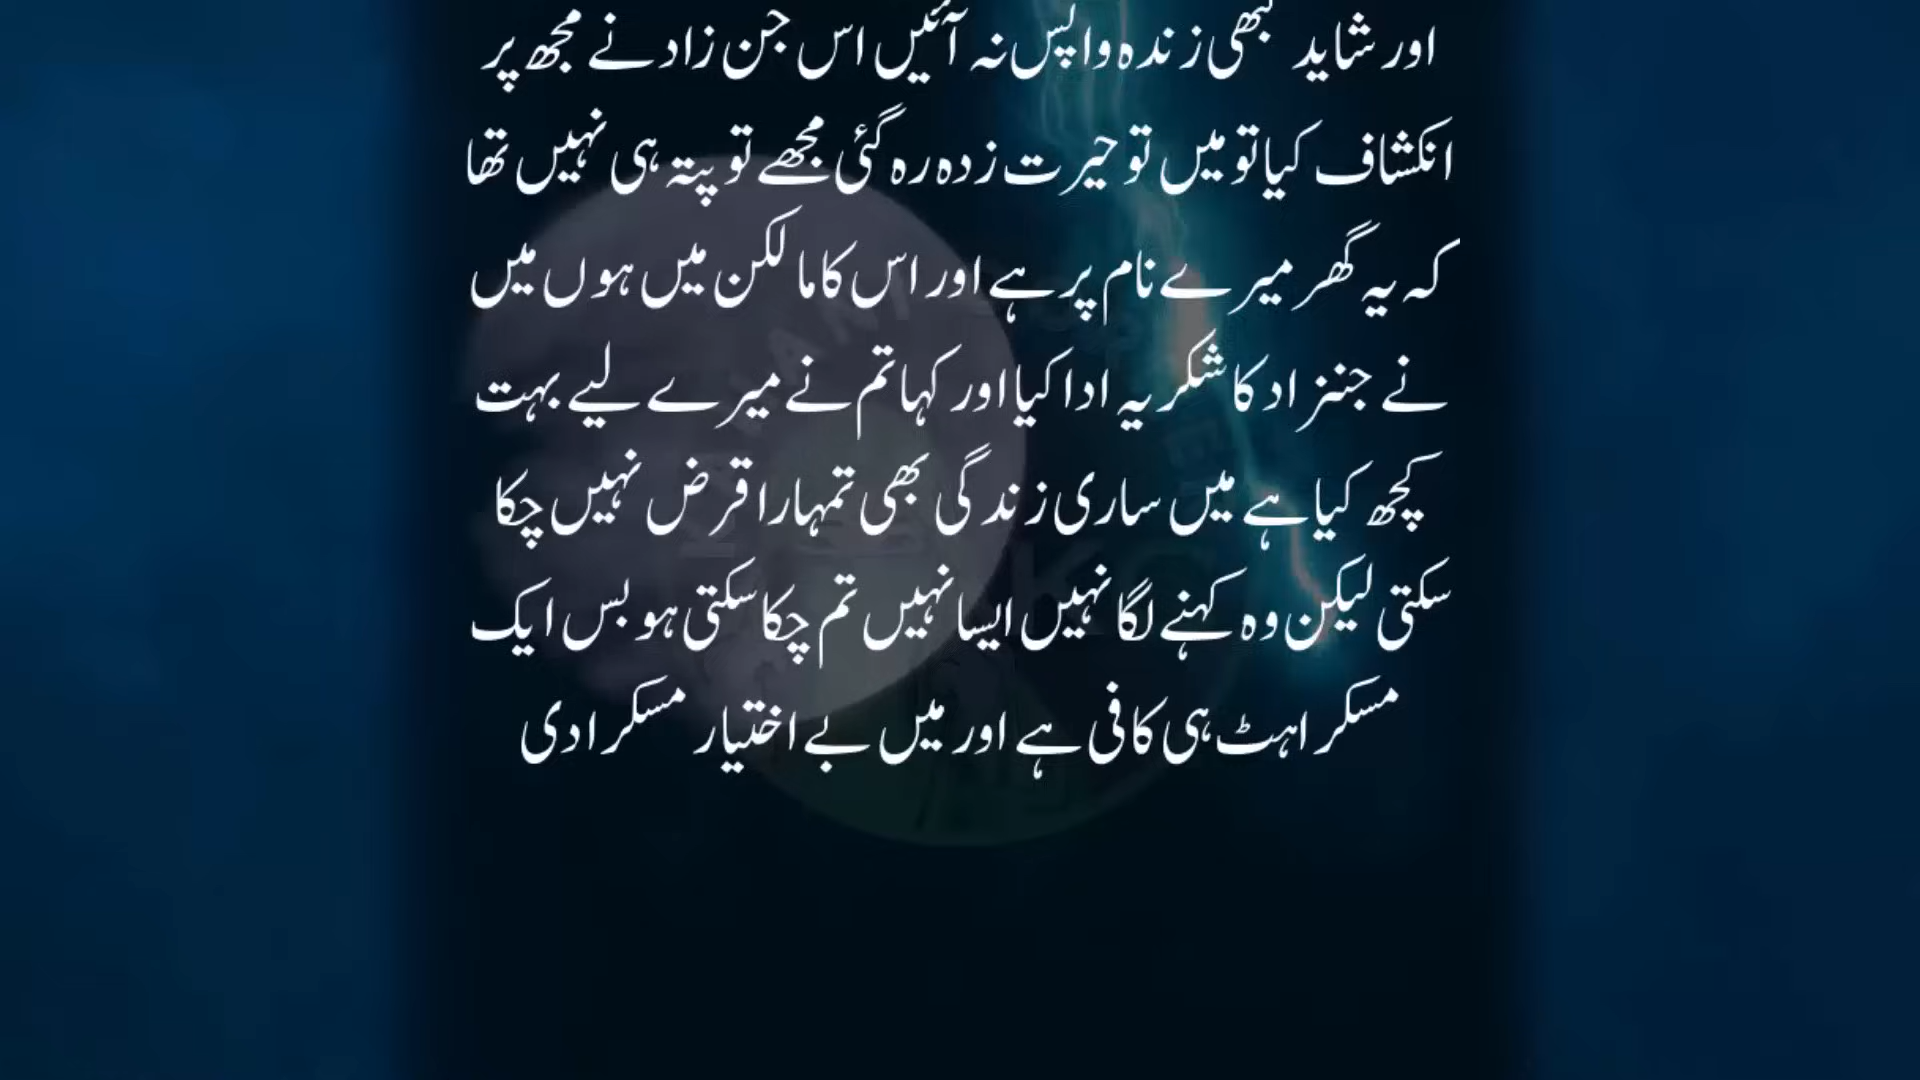 اور شاید کبھی زندہ واپس نہ آئیں اس جن زاد نے مجھ پر
انکشاف کیا تو میں تو حیرت زدہ رہ گئی مجھے تو پتہ ہی نہیں تھا
کہ یہ گھر میرے نام پر ہے اور اس کا مالکن میں ہوں میں
نے جننزاد کا شکریہ ادا کیا اور کہا تم نے میرے لیے بہت
کچھ کیا ہے میں ساری زندگی بھی تمہارا قرض نہیں چکا
سکتی لیکن وہ کہنے لگا نہیں ایسا نہیں تم چکا سکتی ہو بس ایک
مسکراہٹ ہی کافی ہے اور میں بے اختیار مسکرا دی